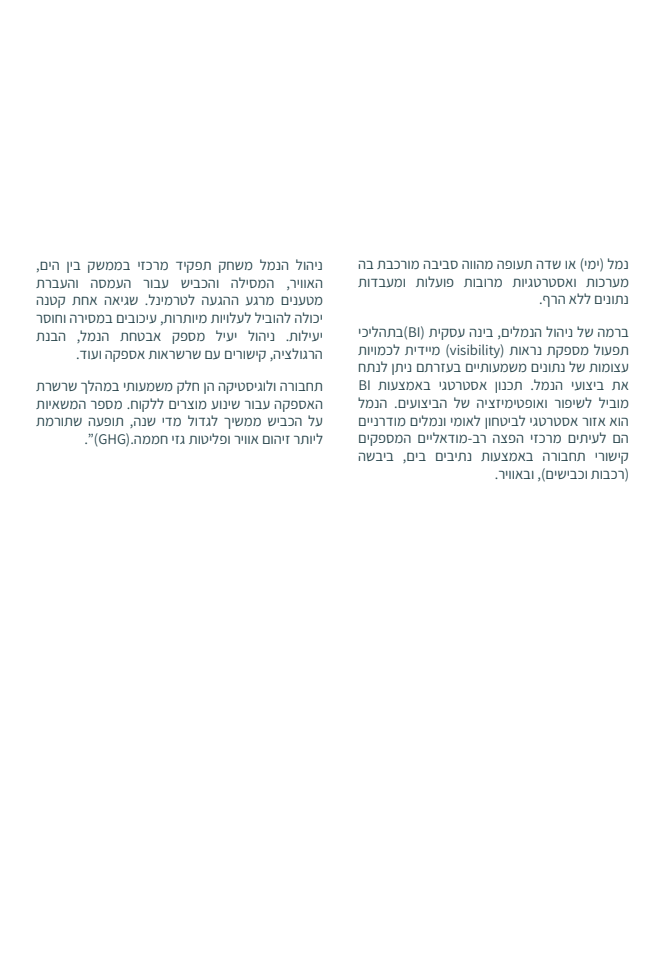 נמל (ימי) או שדה תעופה מהווה סביבה מורכבת בה
מערכות ואסטרטגיות מרובות פועלות ומעבדות
נתונים ללא הרף.
ברמה של ניהול הנמלים, בינה עסקית (BI)בתהליכי
תפעול מספקת נראות (visibility) מיידית לכמויות
עצומות של נתונים משמעותיים בעזרתם ניתן לנתח
את ביצועי הנמל. תכנון אסטרטגי באמצעות BI
מוביל לשיפור ואופטימיזציה של הביצועים. הנמל
הוא אזור אסטרטגי לביטחון לאומי ונמלים מודרניים
הם לעיתים מרכזי הפצה רב-מודאליים המספקים
קישורי תחבורה באמצעות נתיבים בים, ביבשה
(רכבות וכבישים), ובאוויר.
ניהול הנמל משחק תפקיד מרכזי בממשק בין הים,
האוויר, המסילה והכביש עבור העמסה והעברת
מטענים מרגע ההגעה לטרמינל. שגיאה אחת קטנה
יכולה להוביל לעלויות מיותרות, עיכובים במסירה וחוסר
יעילות. ניהול יעיל מספק אבטחת הנמל, הבנת
הרגולציה, קישורים עם שרשראות אספקה ועוד.
תחבורה ולוגיסטיקה הן חלק משמעותי במהלך שרשרת
האספקה עבור שינוע מוצרים ללקוח. מספר המשאיות
על הכביש ממשיך לגדול מדי שנה, תופעה שתורמת
ליותר זיהום אוויר ופליטות גזי חממה.(GHG)”.